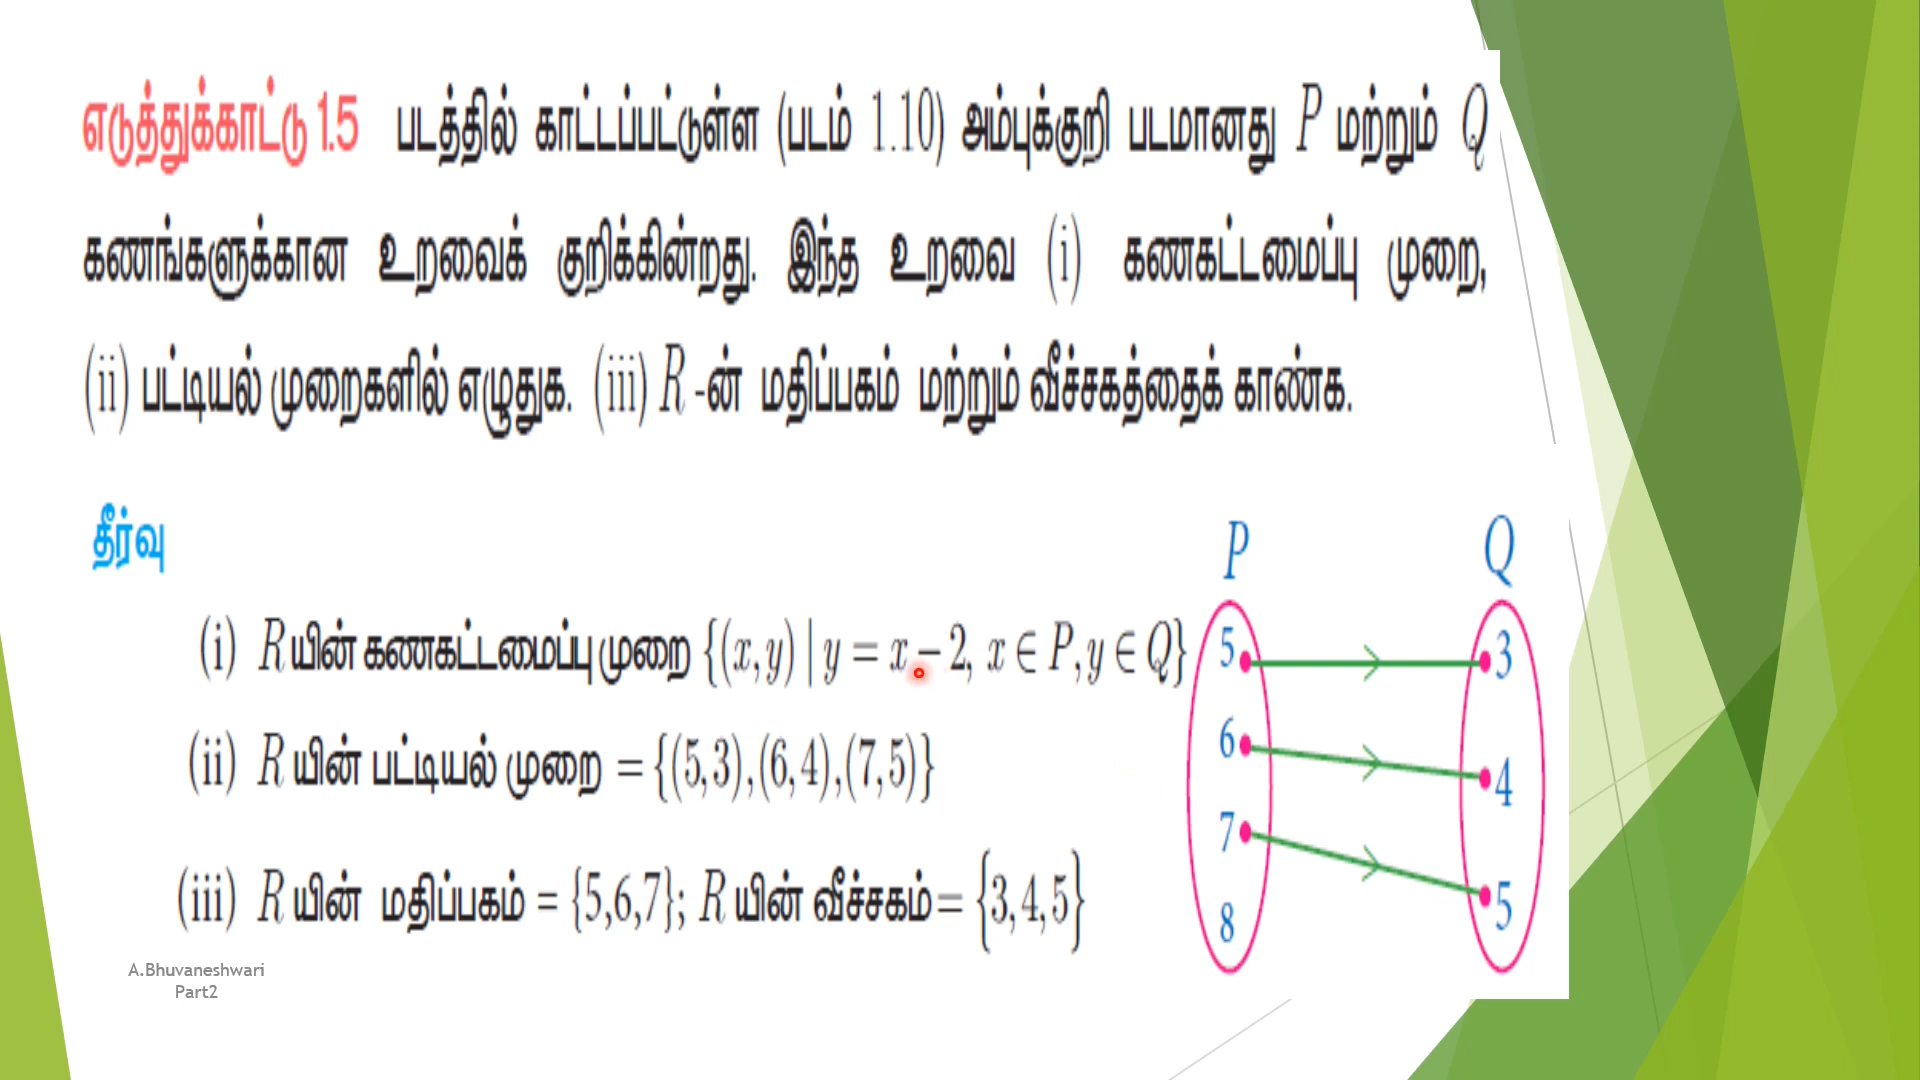 எடுத்துக்காட்டு 1.5 படத்தில் காட்டப்பட்டுள்ள (படம் 1.10) அம்புக்குறி படமானது P மற்றும் Q
கணங்களுக்கான உறவைக் குறிக்கின்றது. இந்த உறவை (i) கணகட்டமைப்பு முறை,
(ii) பட்டியல் முறைகளில் எழுதுக. (iii) R -ன் மதிப்பகம் மற்றும் வீச்சகத்தைக் காண்க.
தீர்வு
(i) R யின் கணகட்டமைப்பு முறை {(x,y) | y = x − 2, x ∈ P, y ∈ Q}
(ii) R யின் பட்டியல் முறை = {(5,3),(6,4),(7,5)}
(iii) R யின் மதிப்பகம் = {5,6,7}; R யின் வீச்சகம் = {3,4,5}
P Q
5 3
6 4
7
8 5
A.Bhuvaneshwari
Part2